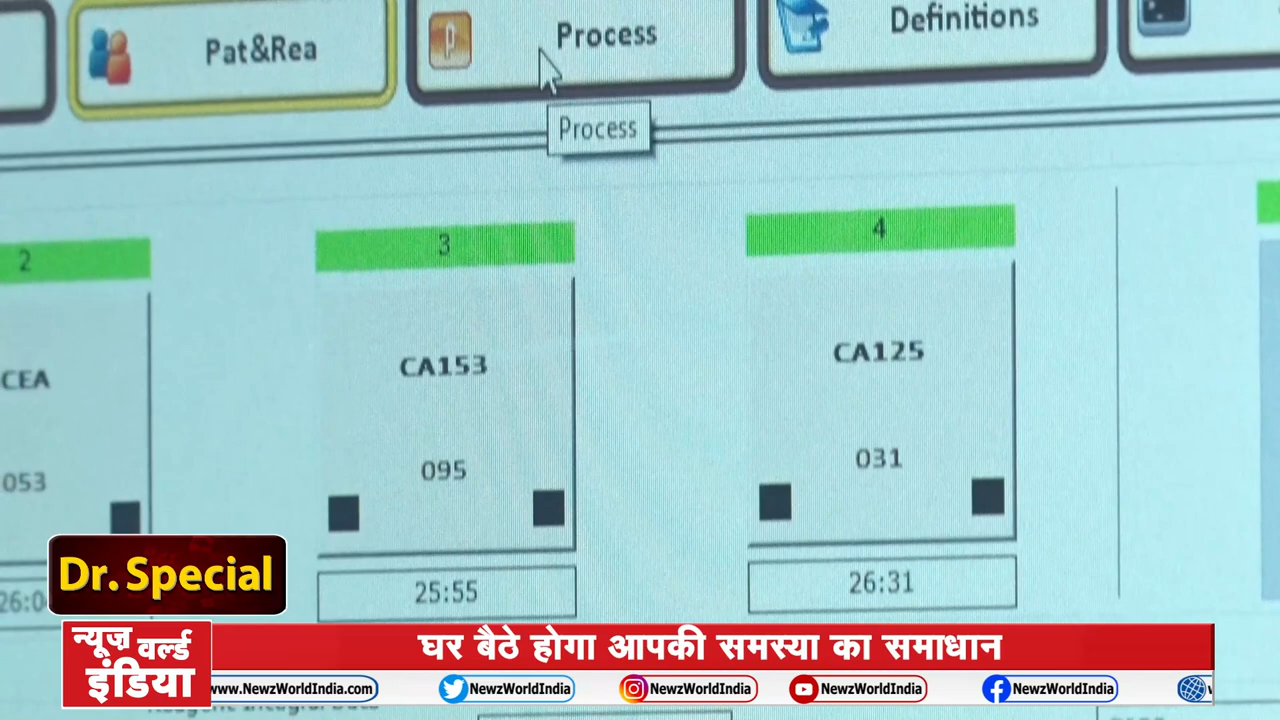 Pat&Rea
Process
Definitions
Process
2
3
4
CEA
CA153
CA125
053
095
031
25:55
26:31
Dr. Special
न्यूज़ वर्ल्ड
इंडिया
घर बैठे होगा आपकी समस्या का समाधान
www.NewzWorldIndia.com
NewzWorldIndia
NewzWorldIndia
NewzWorldIndia
NewzWorldIndia